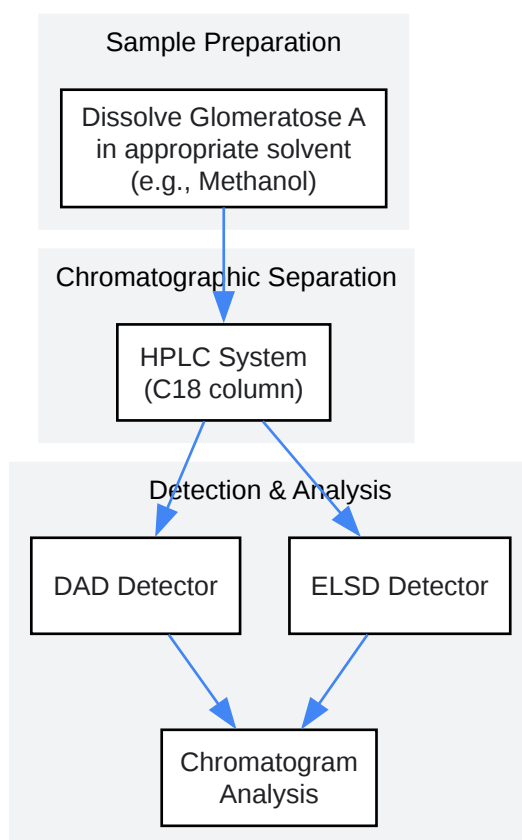 Sample Preparation
Dissolve Glomeratose A
in appropriate solvent
(e.g., Methanol)
Chromatographic Separation
HPLC System
(C18 column)
Detection & Analysis
DAD Detector
ELSD Detector
Chromatogram
Analysis